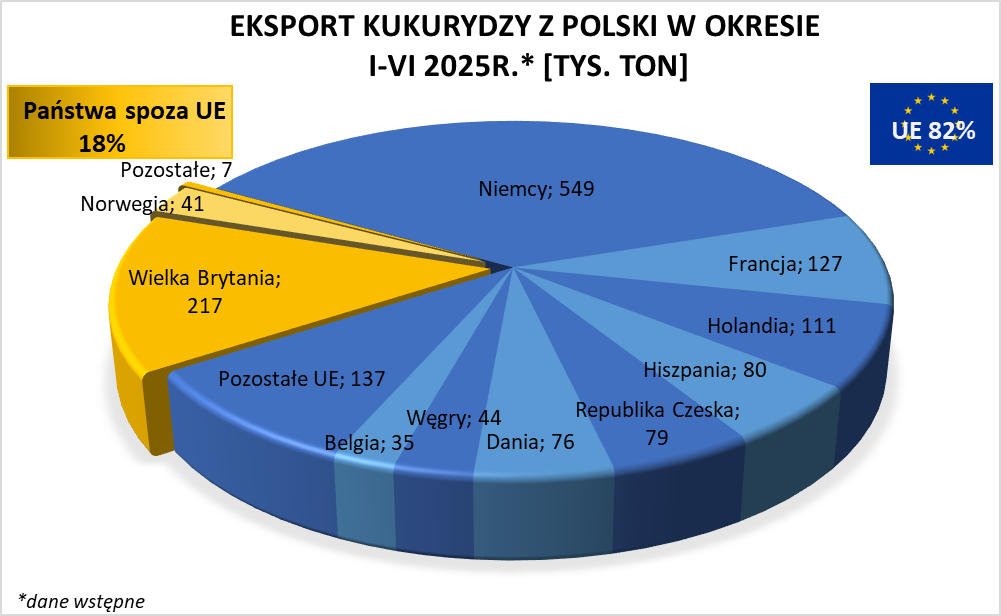 EKSPORT KUKURYDZY Z POLSKI W OKRESIE
I-VI 2025R.* [TYS. TON]
Państwa spoza UE
18%
UE 82%
Pozostałe; 7
Norwegia; 41
Niemcy; 549
Wielka Brytania;
217
Francja; 127
Holandia; 111
Hiszpania; 80
Pozostałe UE; 137
Republika Czeska;
79
Węgry; 44
Belgia; 35
Dania; 76
*dane wstępne